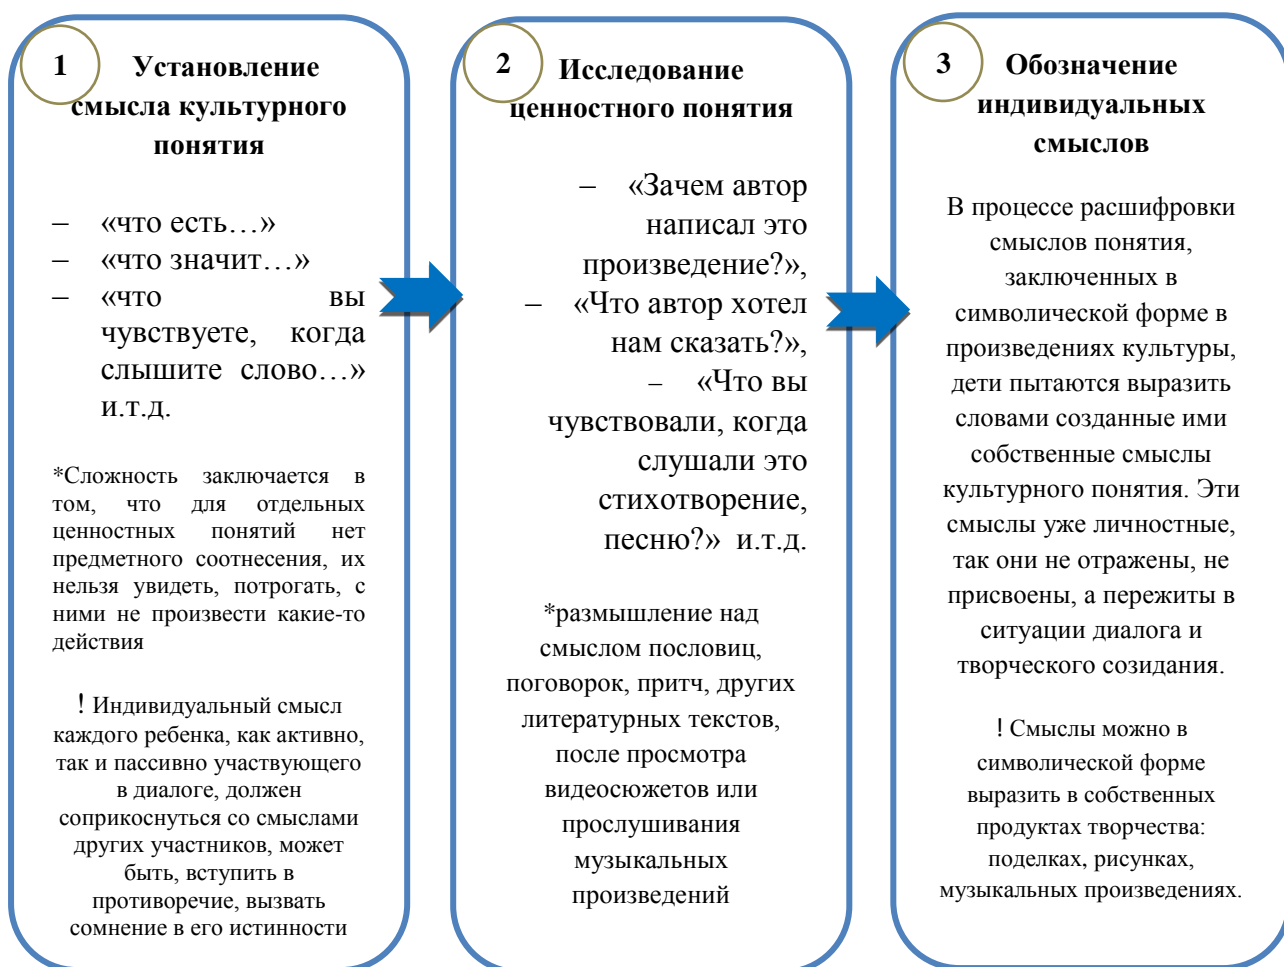 1
Установление
смысла культурного
понятия
– «что есть…»
– «что значит…»
– «что вы
чувствуете, когда
слышите слово…»
и.т.д.
*Сложность заключается в
том, что для отдельных
ценностных понятий нет
предметного соотнесения, их
нельзя увидеть, потрогать, с
ними не произвести какие-то
действия
! Индивидуальный смысл
каждого ребенка, как активно,
так и пассивно участвующего
в диалоге, должен
соприкоснуться со смыслами
других участников, может
быть, вступить в
противоречие, вызвать
сомнение в его истинности
2
Исследование
ценностного понятия
– «Зачем автор
написал это
произведение?»,
– «Что автор хотел
нам сказать?»,
– «Что вы
чувствовали, когда
слушали это
стихотворение,
песню?» и.т.д.
*размышление над
смыслом пословиц,
поговорок, притч, других
литературных текстов,
после просмотра
видеосюжетов или
прослушивания
музыкальных
произведений
3
Обозначение
индивидуальных
смыслов
В процессе расшифровки
смыслов понятия,
заключенных в
символической форме в
произведениях культуры,
дети пытаются выразить
словами созданные ими
собственные смыслы
культурного понятия. Эти
смыслы уже личностные,
так они не отражены, не
присвоены, а пережиты в
ситуации диалога и
творческого созидания.
! Смыслы можно в
символической форме
выразить в собственных
продуктах творчества:
поделках, рисунках,
музыкальных произведениях.